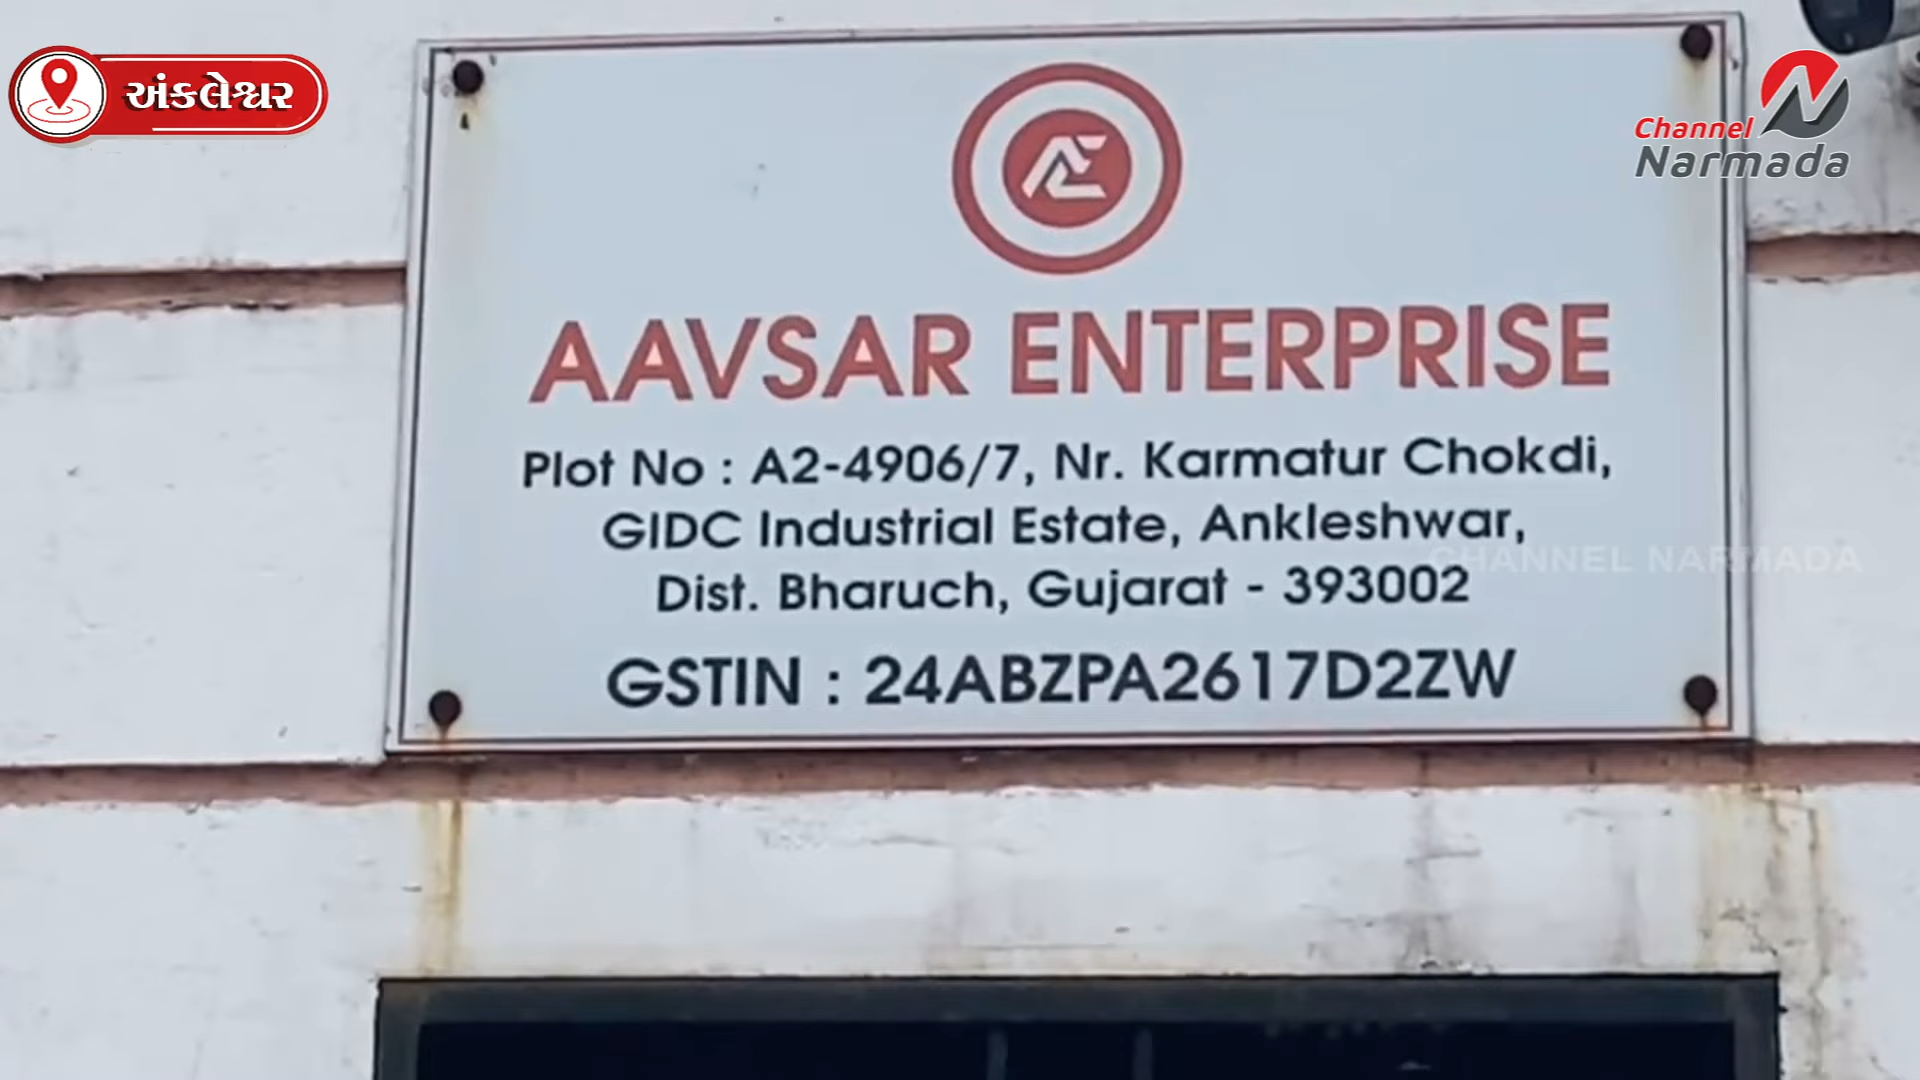 અંકલેશ્વર
Channel
Narmada
AE
AAVSAR ENTERPRISE
Plot No : A2-4906/7, Nr. Karmatur Chokdi,
GIDC Industrial Estate, Ankleshwar,
CHANNEL NARMADA
Dist. Bharuch, Gujarat - 393002
GSTIN : 24ABZPA2617D2ZW